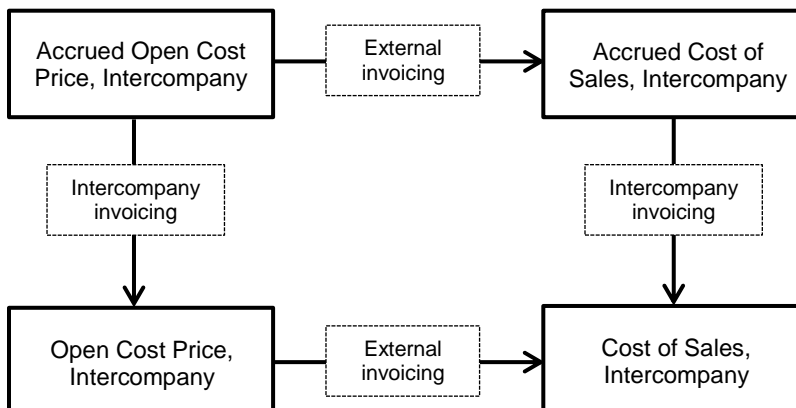 Accrued Open Cost
Price, Intercompany
External
invoicing
Accrued Cost of
Sales, Intercompany
Intercompany
invoicing
Intercompany
invoicing
Open Cost Price,
Intercompany
External
invoicing
Cost of Sales,
Intercompany